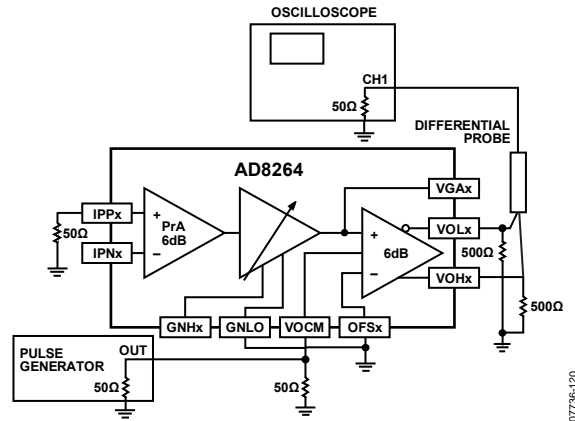 OSCILLOSCOPE
CH1
50Ω
DIFFERENTIAL
PROBE
AD8264
VGAx
IPPx
+
PrA
6dB
–
IPNx
50Ω
+
6dB
–
VOLx
VOHx
500Ω
500Ω
GNHx
GNLO
VOCM
OFSx
PULSE
GENERATOR
OUT
50Ω
50Ω
07736-120